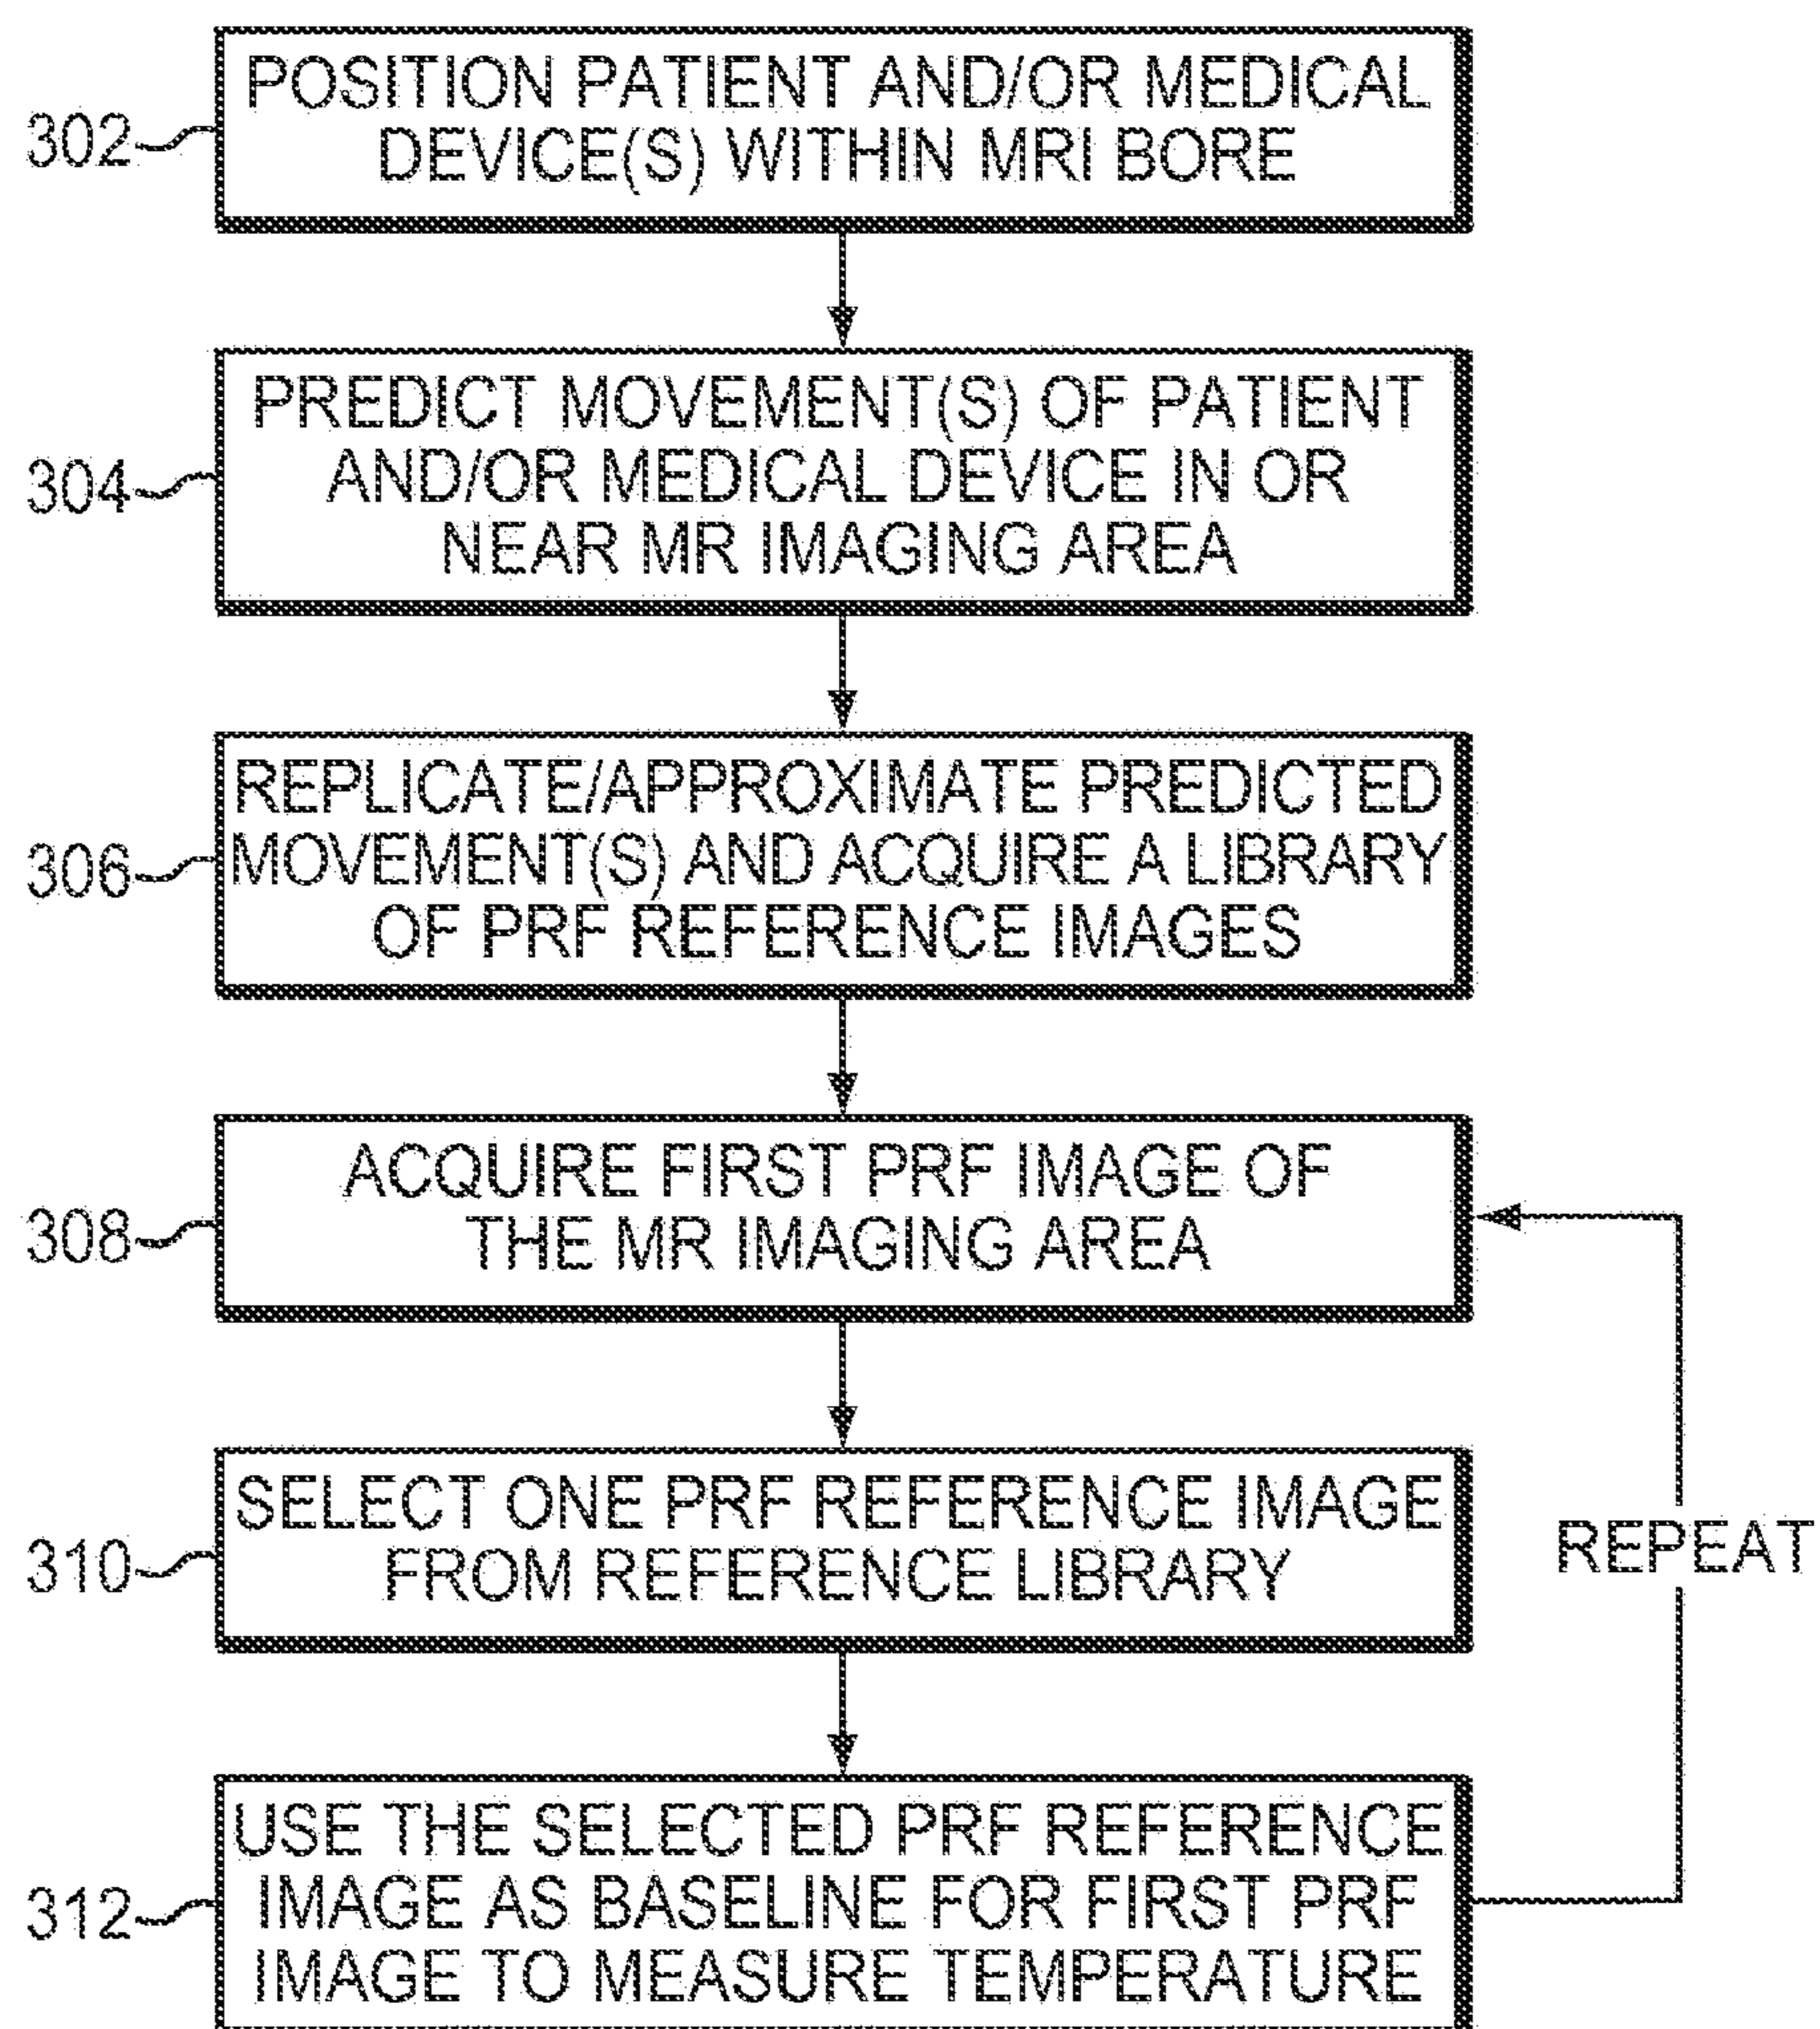 302
POSITION PATIENT AND/OR MEDICAL
DEVICE(S) WITHIN MRI BORE
304
PREDICT MOVEMENT(S) OF PATIENT
AND/OR MEDICAL DEVICE IN OR
NEAR MR IMAGING AREA
306
REPLICATE/APPROXIMATE PREDICTED
MOVEMENT(S) AND ACQUIRE A LIBRARY
OF PRF REFERENCE IMAGES
308
ACQUIRE FIRST PRF IMAGE OF
THE MR IMAGING AREA
310
SELECT ONE PRF REFERENCE IMAGE
FROM REFERENCE LIBRARY
REPEAT
312
USE THE SELECTED PRF REFERENCE
IMAGE AS BASELINE FOR FIRST PRF
IMAGE TO MEASURE TEMPERATURE